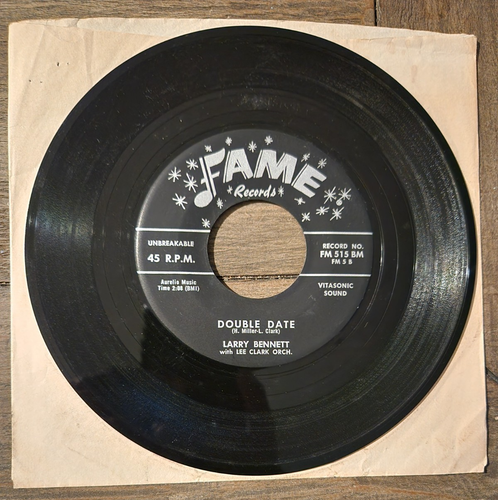 FAME
Records
UNBREAKABLE
45 R.P.M.
RECORD NO.
FM 515 BM
FM 5 B
Aurelio Music
Time 2:08 (BMI)
VITASONIC
SOUND
DOUBLE DATE
(H. Miller-L. Clark)
LARRY BENNETT
with LEE CLARK ORCH.